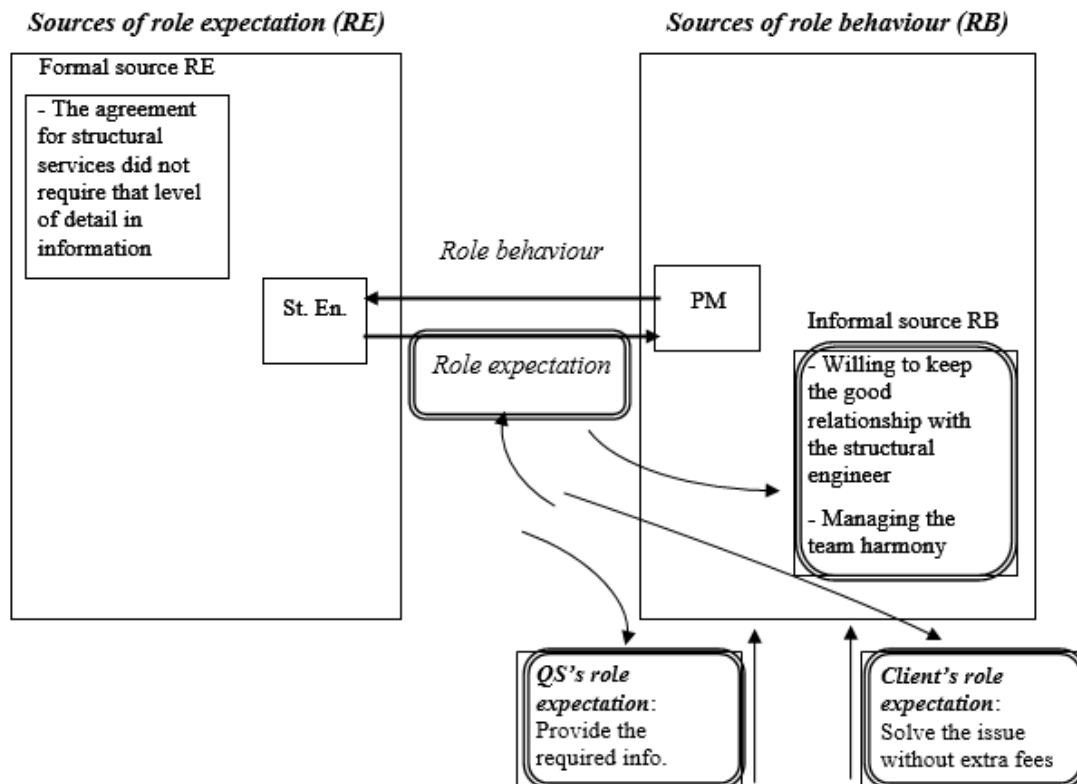 Sources of role expectation (RE)
Sources of role behaviour (RB)
Formal source RE
- The agreement
for structural
services did not
require that level
of detail in
information
Role behaviour
St. En.
PM
Role expectation
Informal source RB
- Willing to keep
the good
relationship with
the structural
engineer
- Managing the
team harmony
QS's role
expectation:
Provide the
required info.
Client's role
expectation:
Solve the issue
without extra fees